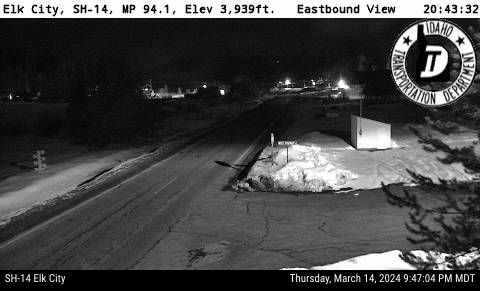 Elk City, SH-14, MP 94.1, Elev 3,939ft. Eastbound View 20:43:32
IDAHO
TRANSPORTATION DEPARTMENT
SH-14 Elk City Thursday, March 14, 2024 9:47:04 PM MDT